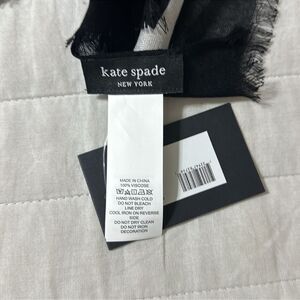 kate spade
NEW YORK
MADE IN CHINA
100% VISCOSE
HAND WASH COLD
DO NOT BLEACH
LINE DRY
COOL IRON ON REVERSE
SIDE
DO NOT DRY CLEAN
DO NOT IRON
DECORATION